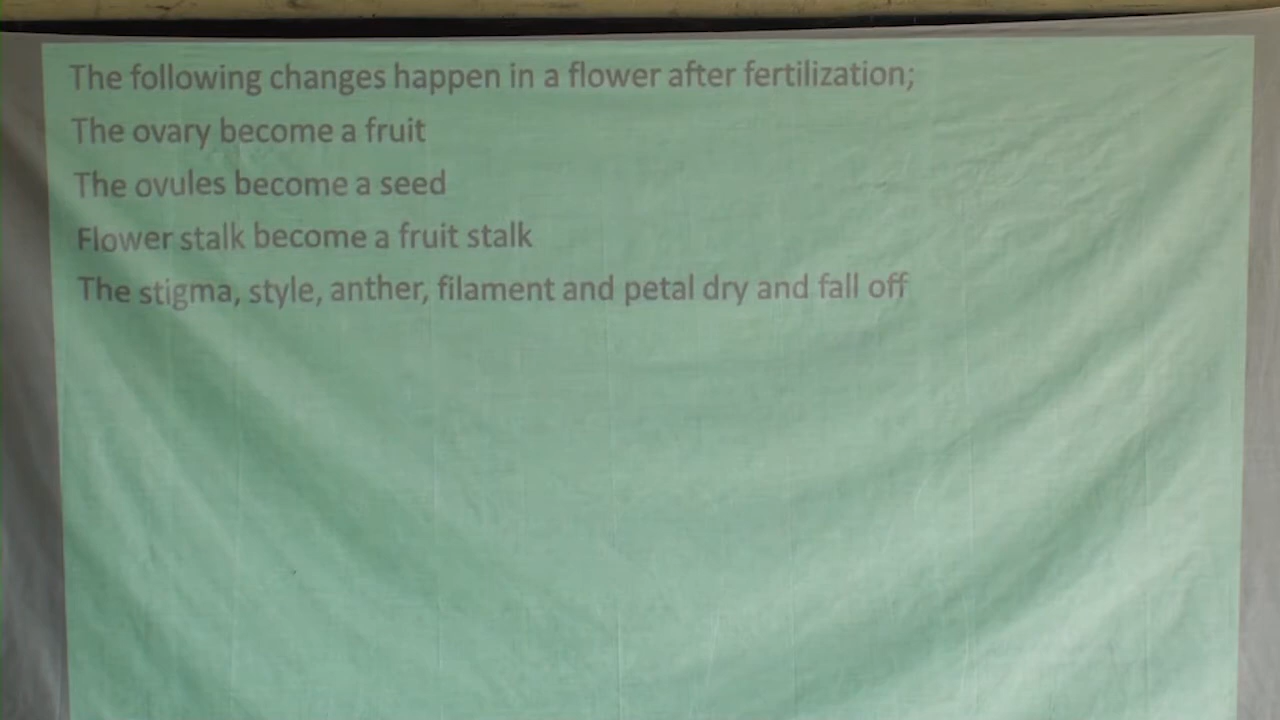 The following changes happen in a flower after fertilization;
The ovary become a fruit
The ovules become a seed
Flower stalk become a fruit stalk
The stigma, style, anther, filament and petal dry and fall off